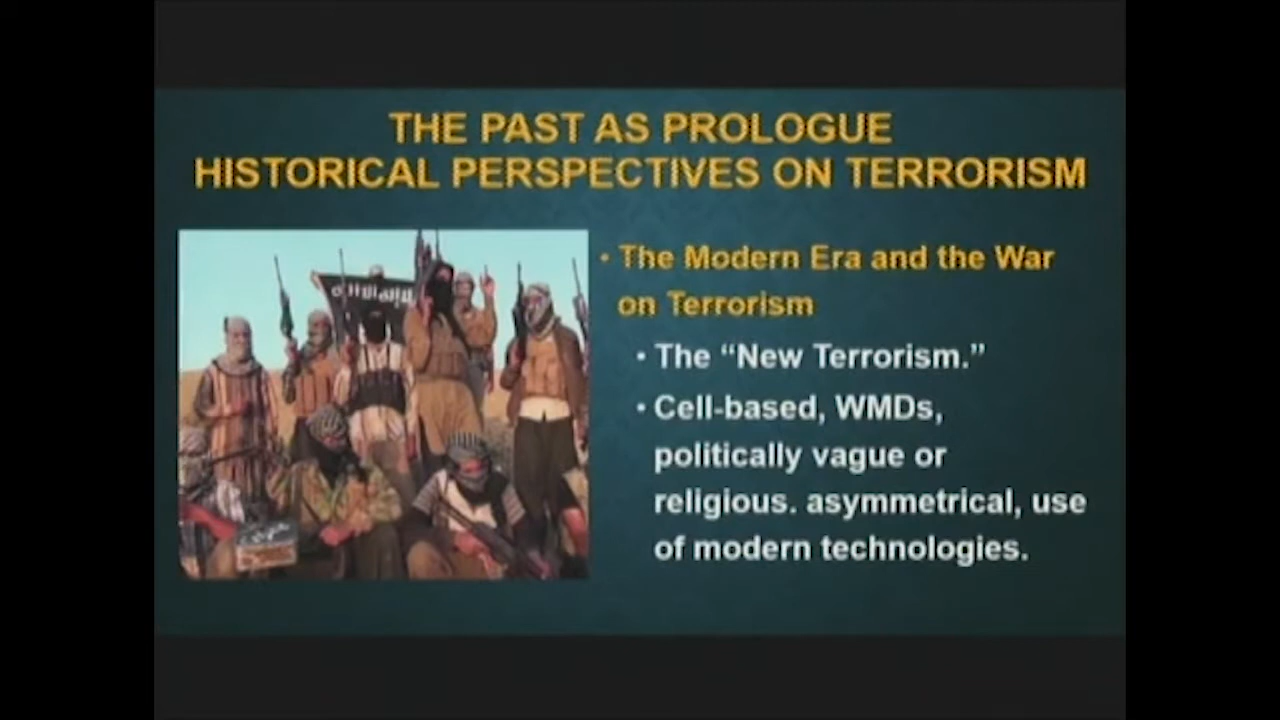 THE PAST AS PROLOGUE
HISTORICAL PERSPECTIVES ON TERRORISM
• The Modern Era and the War
on Terrorism
• The “New Terrorism.”
• Cell-based, WMDs,
politically vague or
religious. asymmetrical, use
of modern technologies.